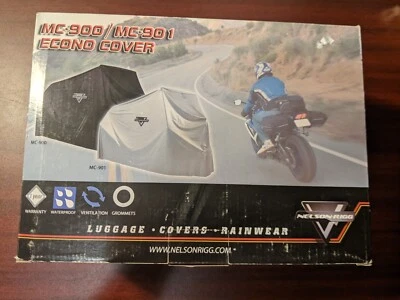 MC-900/MC-901
ECONO COVER
MC-900
MC-901
WARRANTY WATERPROOF VENTILATION GROMMETS
NELSON-RIGG
LUGGAGE • COVERS • RAINWEAR
WWW.NELSONRIGG.COM